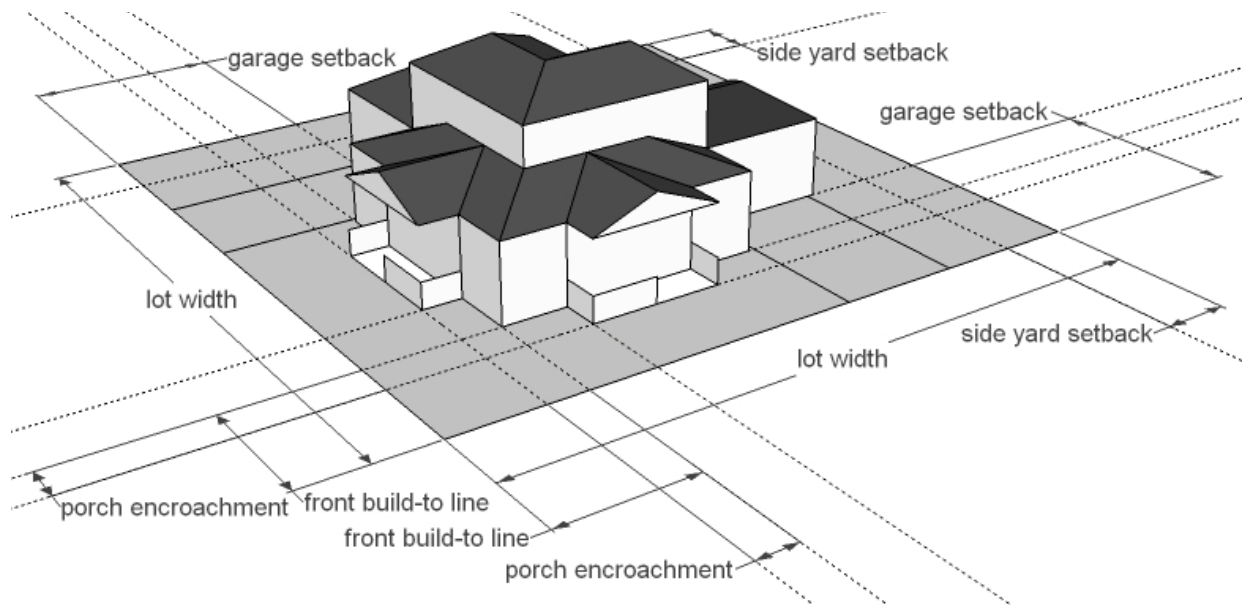 side yard setback
garage setback
garage setback
lot width
side yard setback
lot width
porch encroachment
front build-to line
front build-to line
porch encroachment